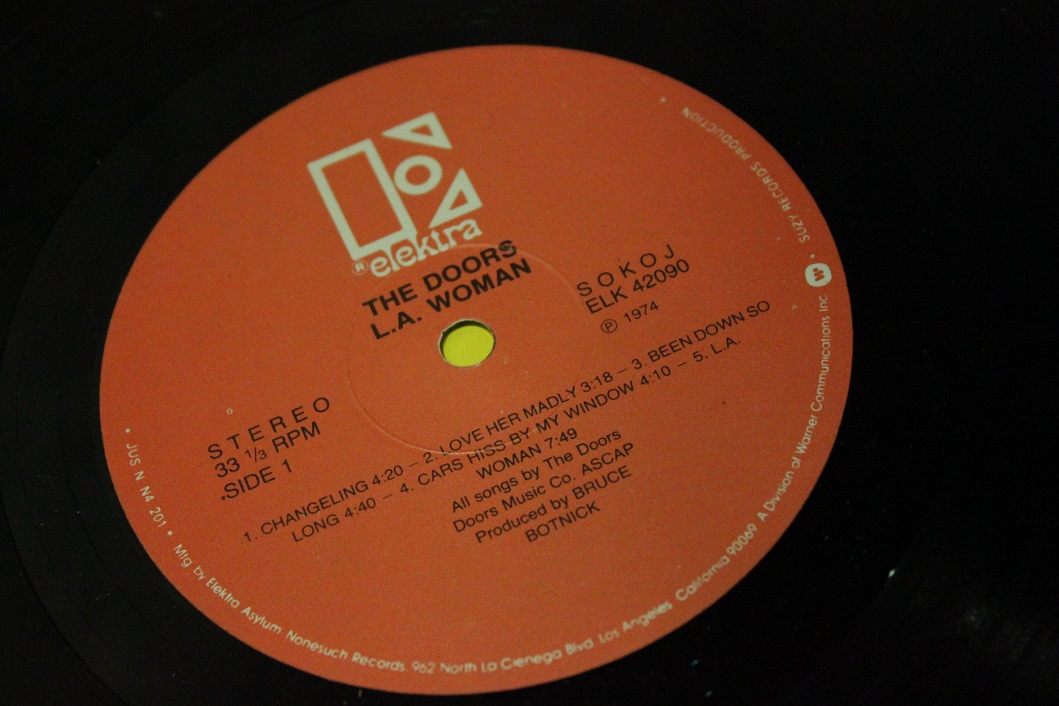 ® elektra
THE DOORS
L.A. WOMAN
S O K O J
ELK 42090
℗ 1974
S T E R E O
33 1/3 RPM
SIDE 1
1. CHANGELING 4:20 – 2. LOVE HER MADLY 3:18 – 3. BEEN DOWN SO
LONG 4:40 – 4. CARS HISS BY MY WINDOW 4:10 – 5. L.A.
WOMAN 7:49
All songs by The Doors
Doors Music Co. ASCAP
Produced by BRUCE
BOTNICK
• JUS N N4 201 • Mfg by Elektra Asylum Nonesuch Records. 962 North La Cienega Blvd Los Angeles California 90069 A Division of Warner Communications Inc • SUZY RECORDS PRODUCTION •